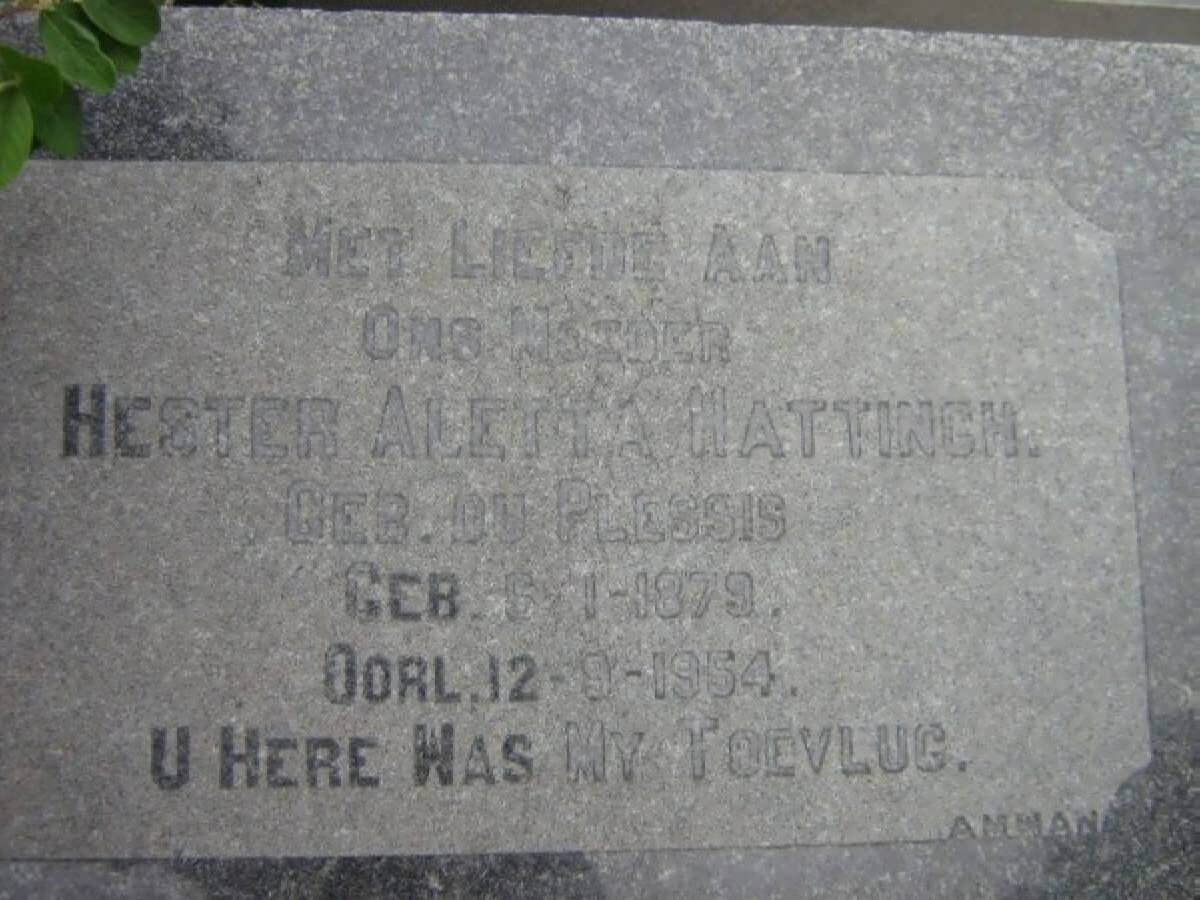 MET LIEFDE AAN
ONS MOEDER
HESTER ALETTA HATTINGH.
GEB. DU PLESSIS
GEB. 6-1-1879.
OORL. 12-9-1954.
U HERE WAS MY TOEVLUG.